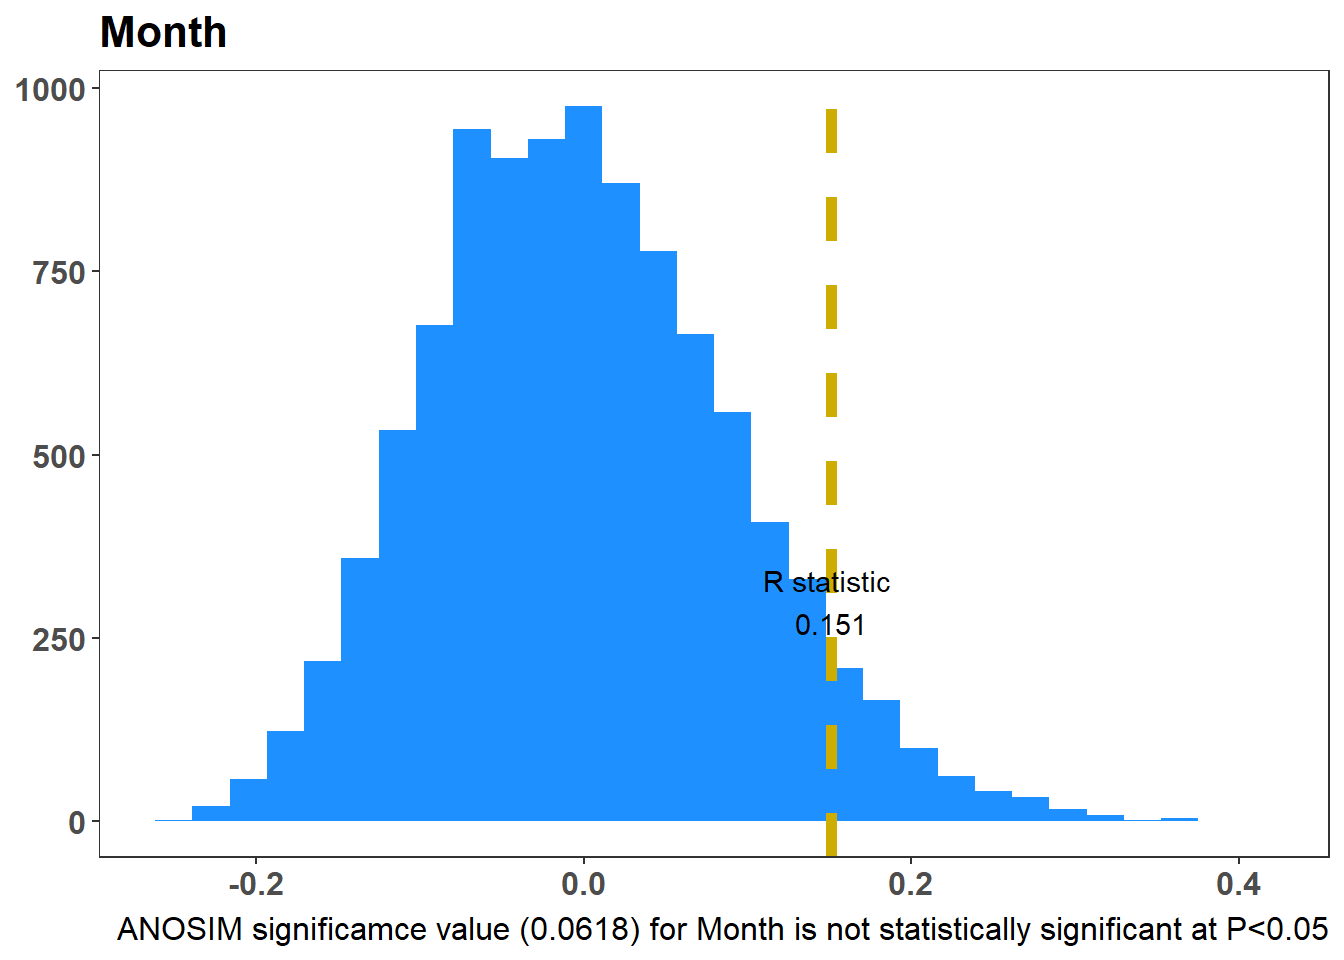 Month
1000
750
500
250
0
R statistic
0.151
-0.2 0.0 0.2 0.4
ANOSIM significamce value (0.0618) for Month is not statistically significant at P<0.05